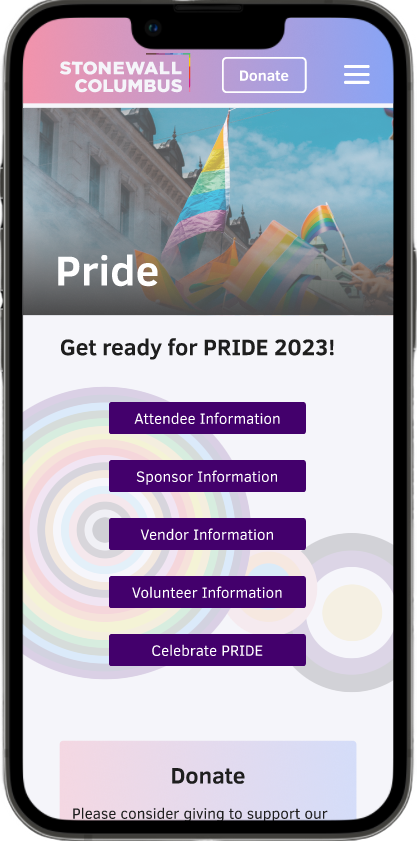 STONEWALL
COLUMBUS
Donate
Pride
Get ready for PRIDE 2023!
Attendee Information
Sponsor Information
Vendor Information
Volunteer Information
Celebrate PRIDE
Donate
Please consider giving to support our